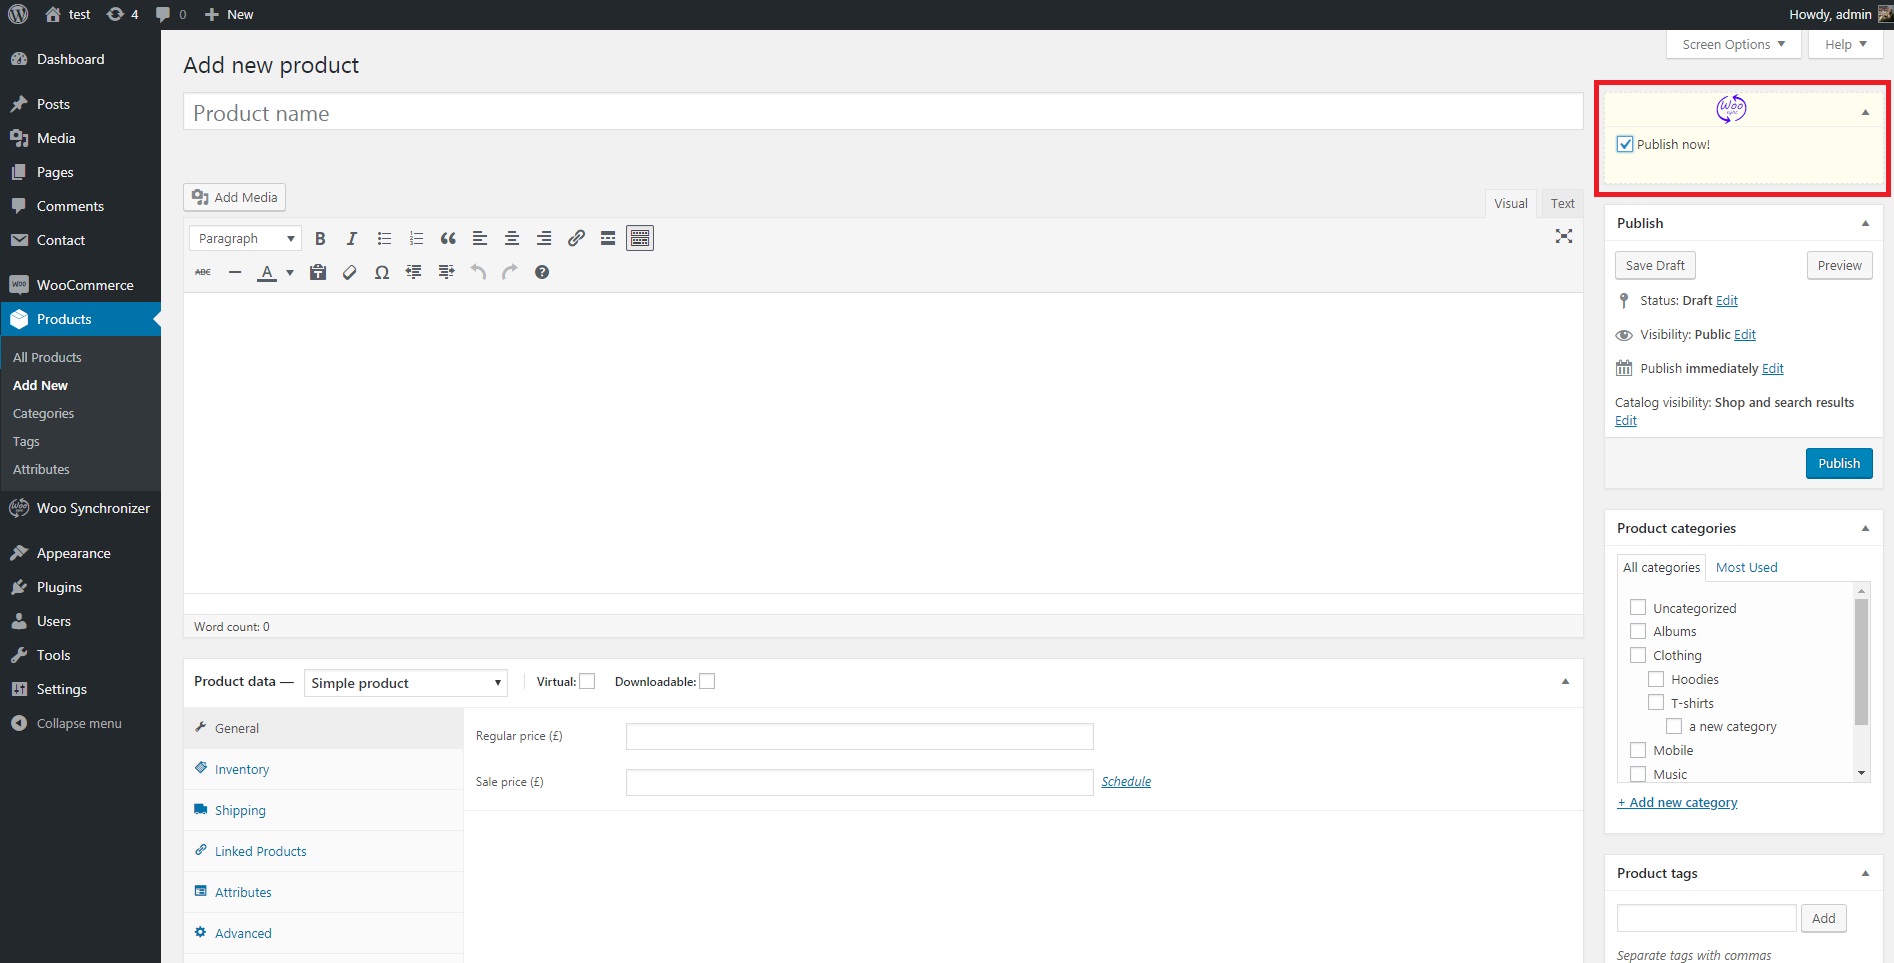 test 4 0 New
Howdy, admin
Dashboard
Posts
Media
Pages
Comments
Contact
WooCommerce
Products
All Products
Add New
Categories
Tags
Attributes
Woo Synchronizer
Appearance
Plugins
Users
Tools
Settings
Collapse menu
Screen Options Help
Add new product
Product name
Add Media
Visual Text
Paragraph
ABC
Word count: 0
Product data — Simple product Virtual: Downloadable:
General
Inventory
Shipping
Linked Products
Attributes
Advanced
Regular price (£)
Sale price (£) Schedule
Woo
sync
Publish now!
Publish
Save Draft Preview
Status: Draft Edit
Visibility: Public Edit
Publish immediately Edit
Catalog visibility: Shop and search results
Edit
Publish
Product categories
All categories Most Used
Uncategorized
Albums
Clothing
Hoodies
T-shirts
a new category
Mobile
Music
+ Add new category
Product tags
Add
Separate tags with commas